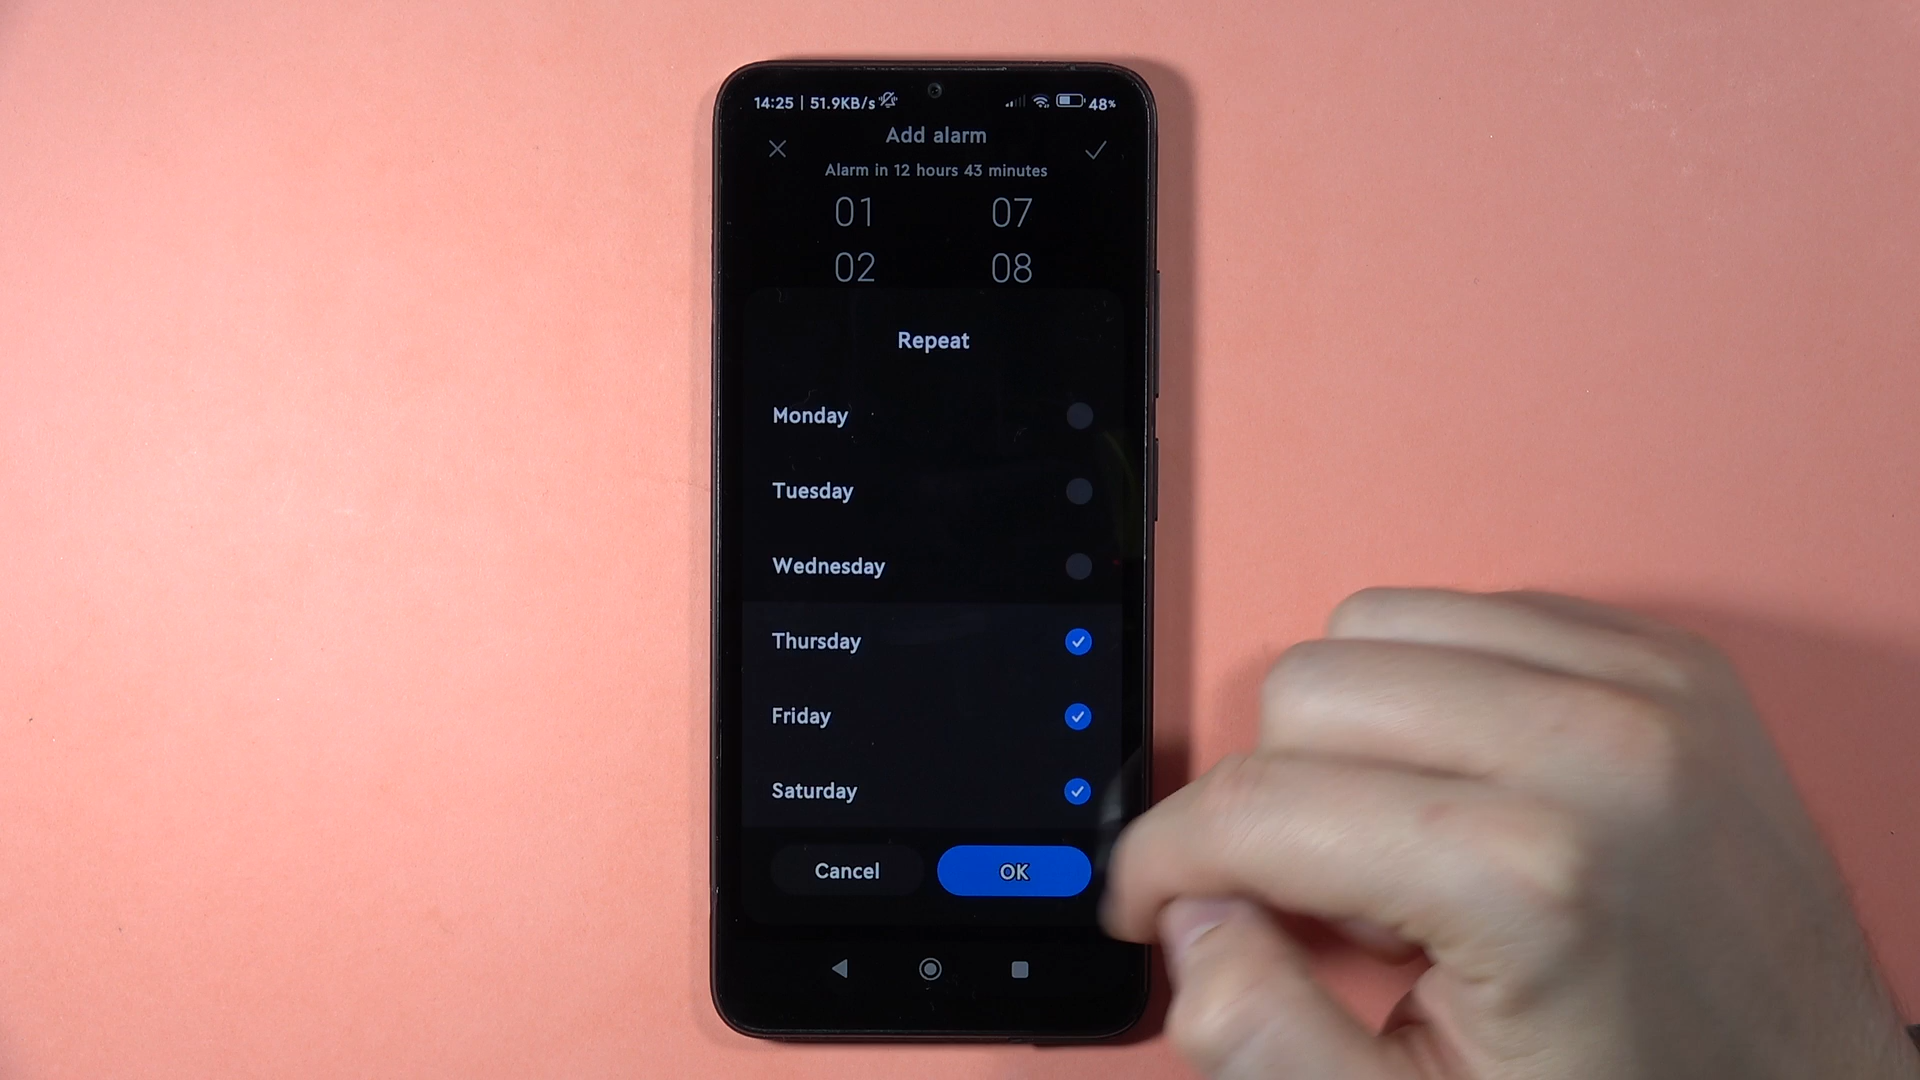 14:25 | 51.9KB/s 48%
Add alarm
Alarm in 12 hours 43 minutes
01 07
02 08
Repeat
Monday
Tuesday
Wednesday
Thursday
Friday
Saturday
Cancel OK